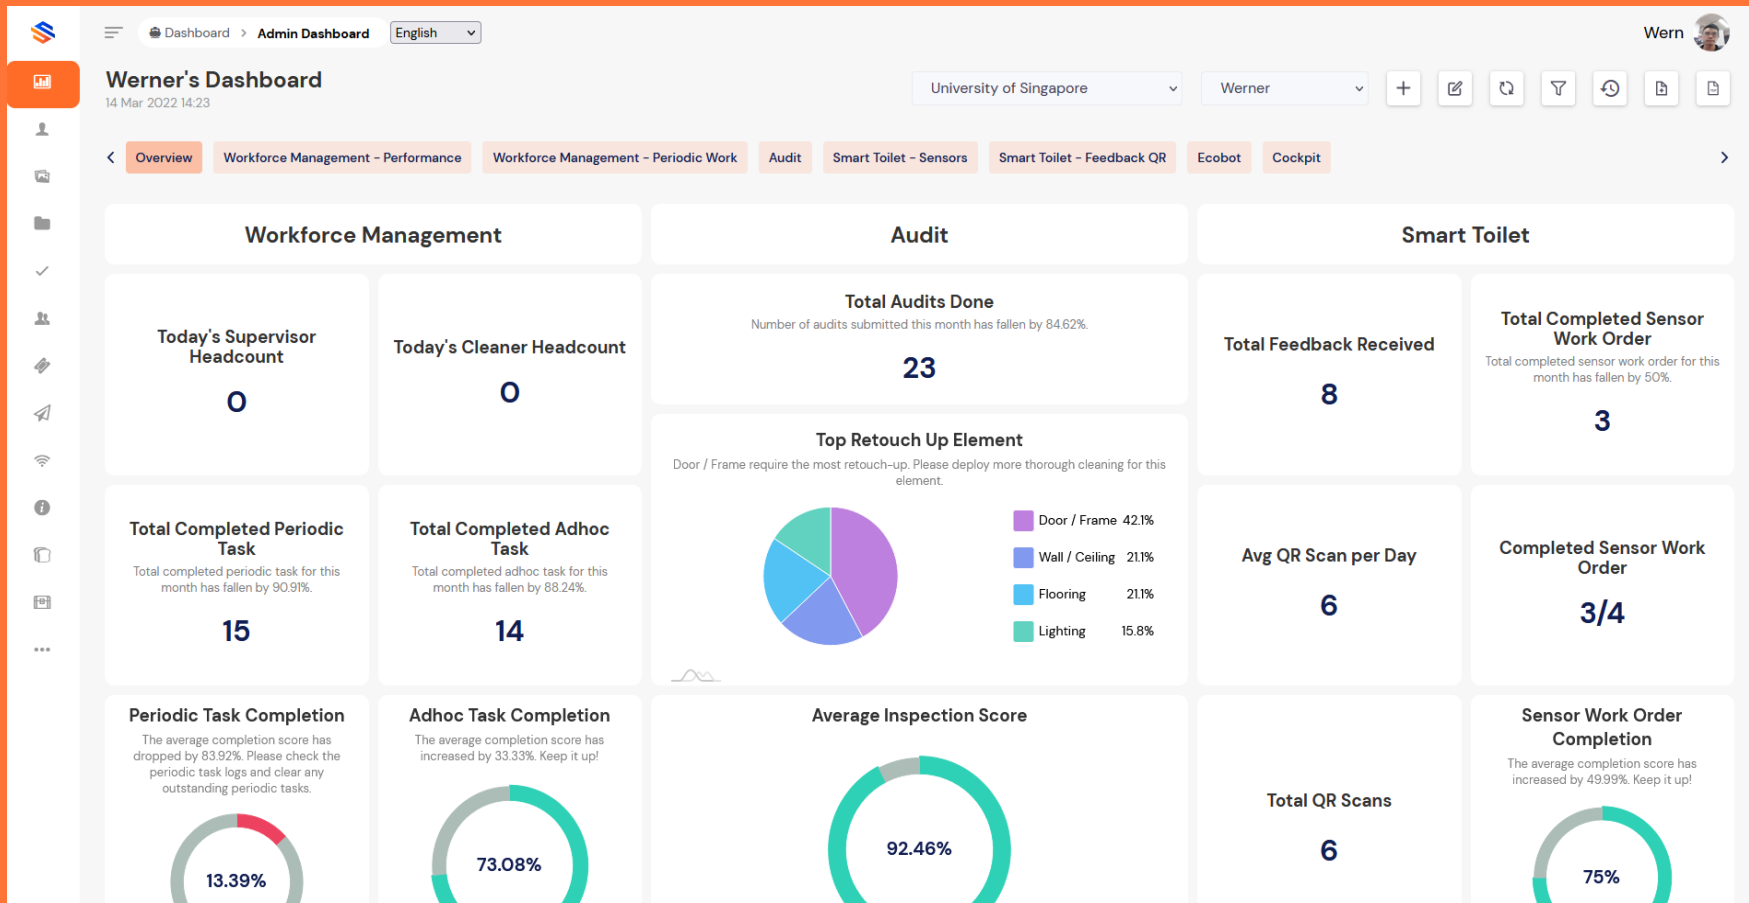 Dashboard > Admin Dashboard
English
Wern
Werner's Dashboard
14 Mar 2022 14:23
University of Singapore
Werner
Overview
Workforce Management - Performance
Workforce Management - Periodic Work
Audit
Smart Toilet - Sensors
Smart Toilet - Feedback QR
Ecobot
Cockpit
Workforce Management
Audit
Smart Toilet
Today's Supervisor
Headcount
0
Today's Cleaner Headcount
0
Total Audits Done
Number of audits submitted this month has fallen by 84.62%.
23
Total Feedback Received
8
Total Completed Sensor
Work Order
Total completed sensor work order for this
month has fallen by 50%.
3
Top Retouch Up Element
Door / Frame require the most retouch-up. Please deploy more thorough cleaning for this
element.
Door / Frame 42.1%
Wall / Ceiling 21.1%
Flooring 21.1%
Lighting 15.8%
Total Completed Periodic
Task
Total completed periodic task for this
month has fallen by 90.91%.
15
Total Completed Adhoc
Task
Total completed adhoc task for this
month has fallen by 88.24%.
14
Avg QR Scan per Day
6
Completed Sensor Work
Order
3/4
Periodic Task Completion
The average completion score has
dropped by 83.92%. Please check the
periodic task logs and clear any
outstanding periodic tasks.
13.39%
Adhoc Task Completion
The average completion score has
increased by 33.33%. Keep it up!
73.08%
Average Inspection Score
92.46%
Total QR Scans
6
Sensor Work Order
Completion
The average completion score has
increased by 49.99%. Keep it up!
75%